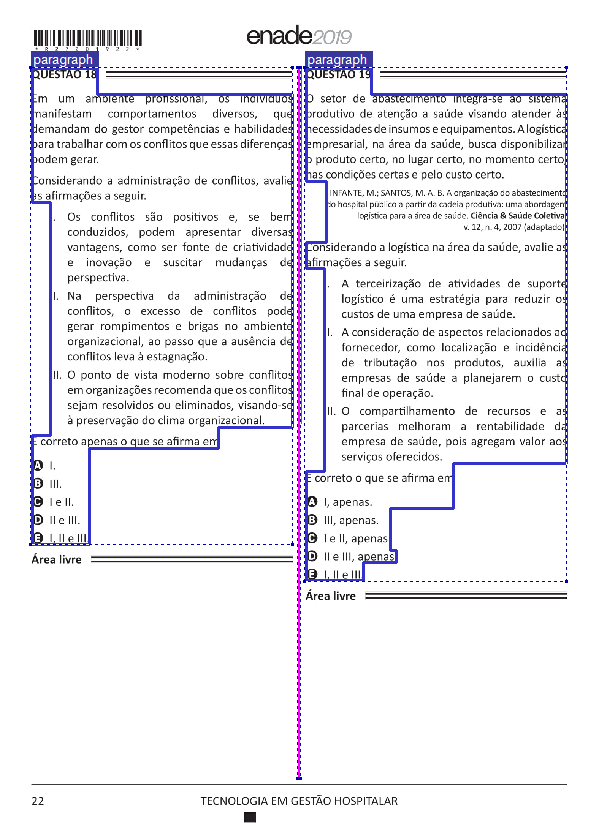 enade2019
*R2220192 2*
paragraph
QUESTÃO 18
Em um ambiente profissional, os indivíduos
manifestam comportamentos diversos, que
demandam do gestor competências e habilidades
para trabalhar com os conflitos que essas diferenças
podem gerar.
Considerando a administração de conflitos, avalie
as afirmações a seguir.
I. Os conflitos são positivos e, se bem
conduzidos, podem apresentar diversas
vantagens, como ser fonte de criatividade
e inovação e suscitar mudanças de
perspectiva.
II. Na perspectiva da administração de
conflitos, o excesso de conflitos pode
gerar rompimentos e brigas no ambiente
organizacional, ao passo que a ausência de
conflitos leva à estagnação.
III. O ponto de vista moderno sobre conflitos
em organizações recomenda que os conflitos
sejam resolvidos ou eliminados, visando-se
à preservação do clima organizacional.
É correto apenas o que se afirma em
A I.
B III.
C I e II.
D II e III.
E I, II e III.
Área livre
paragraph
QUESTÃO 19
O setor de abastecimento integra-se ao sistema
produtivo de atenção a saúde visando atender às
necessidades de insumos e equipamentos. A logística
empresarial, na área da saúde, busca disponibilizar
o produto certo, no lugar certo, no momento certo,
nas condições certas e pelo custo certo.
INFANTE, M.; SANTOS, M. A. B. A organização do abastecimento
do hospital público a partir da cadeia produtiva: uma abordagem
logística para a área de saúde. Ciência & Saúde Coletiva,
v. 12, n. 4, 2007 (adaptado).
Considerando a logística na área da saúde, avalie as
afirmações a seguir.
I. A terceirização de atividades de suporte
logístico é uma estratégia para reduzir os
custos de uma empresa de saúde.
II. A consideração de aspectos relacionados ao
fornecedor, como localização e incidência
de tributação nos produtos, auxilia as
empresas de saúde a planejarem o custo
final de operação.
III. O compartilhamento de recursos e as
parcerias melhoram a rentabilidade da
empresa de saúde, pois agregam valor aos
serviços oferecidos.
É correto o que se afirma em
A I, apenas.
B III, apenas.
C I e II, apenas.
D II e III, apenas.
E I, II e III.
Área livre
22
TECNOLOGIA EM GESTÃO HOSPITALAR